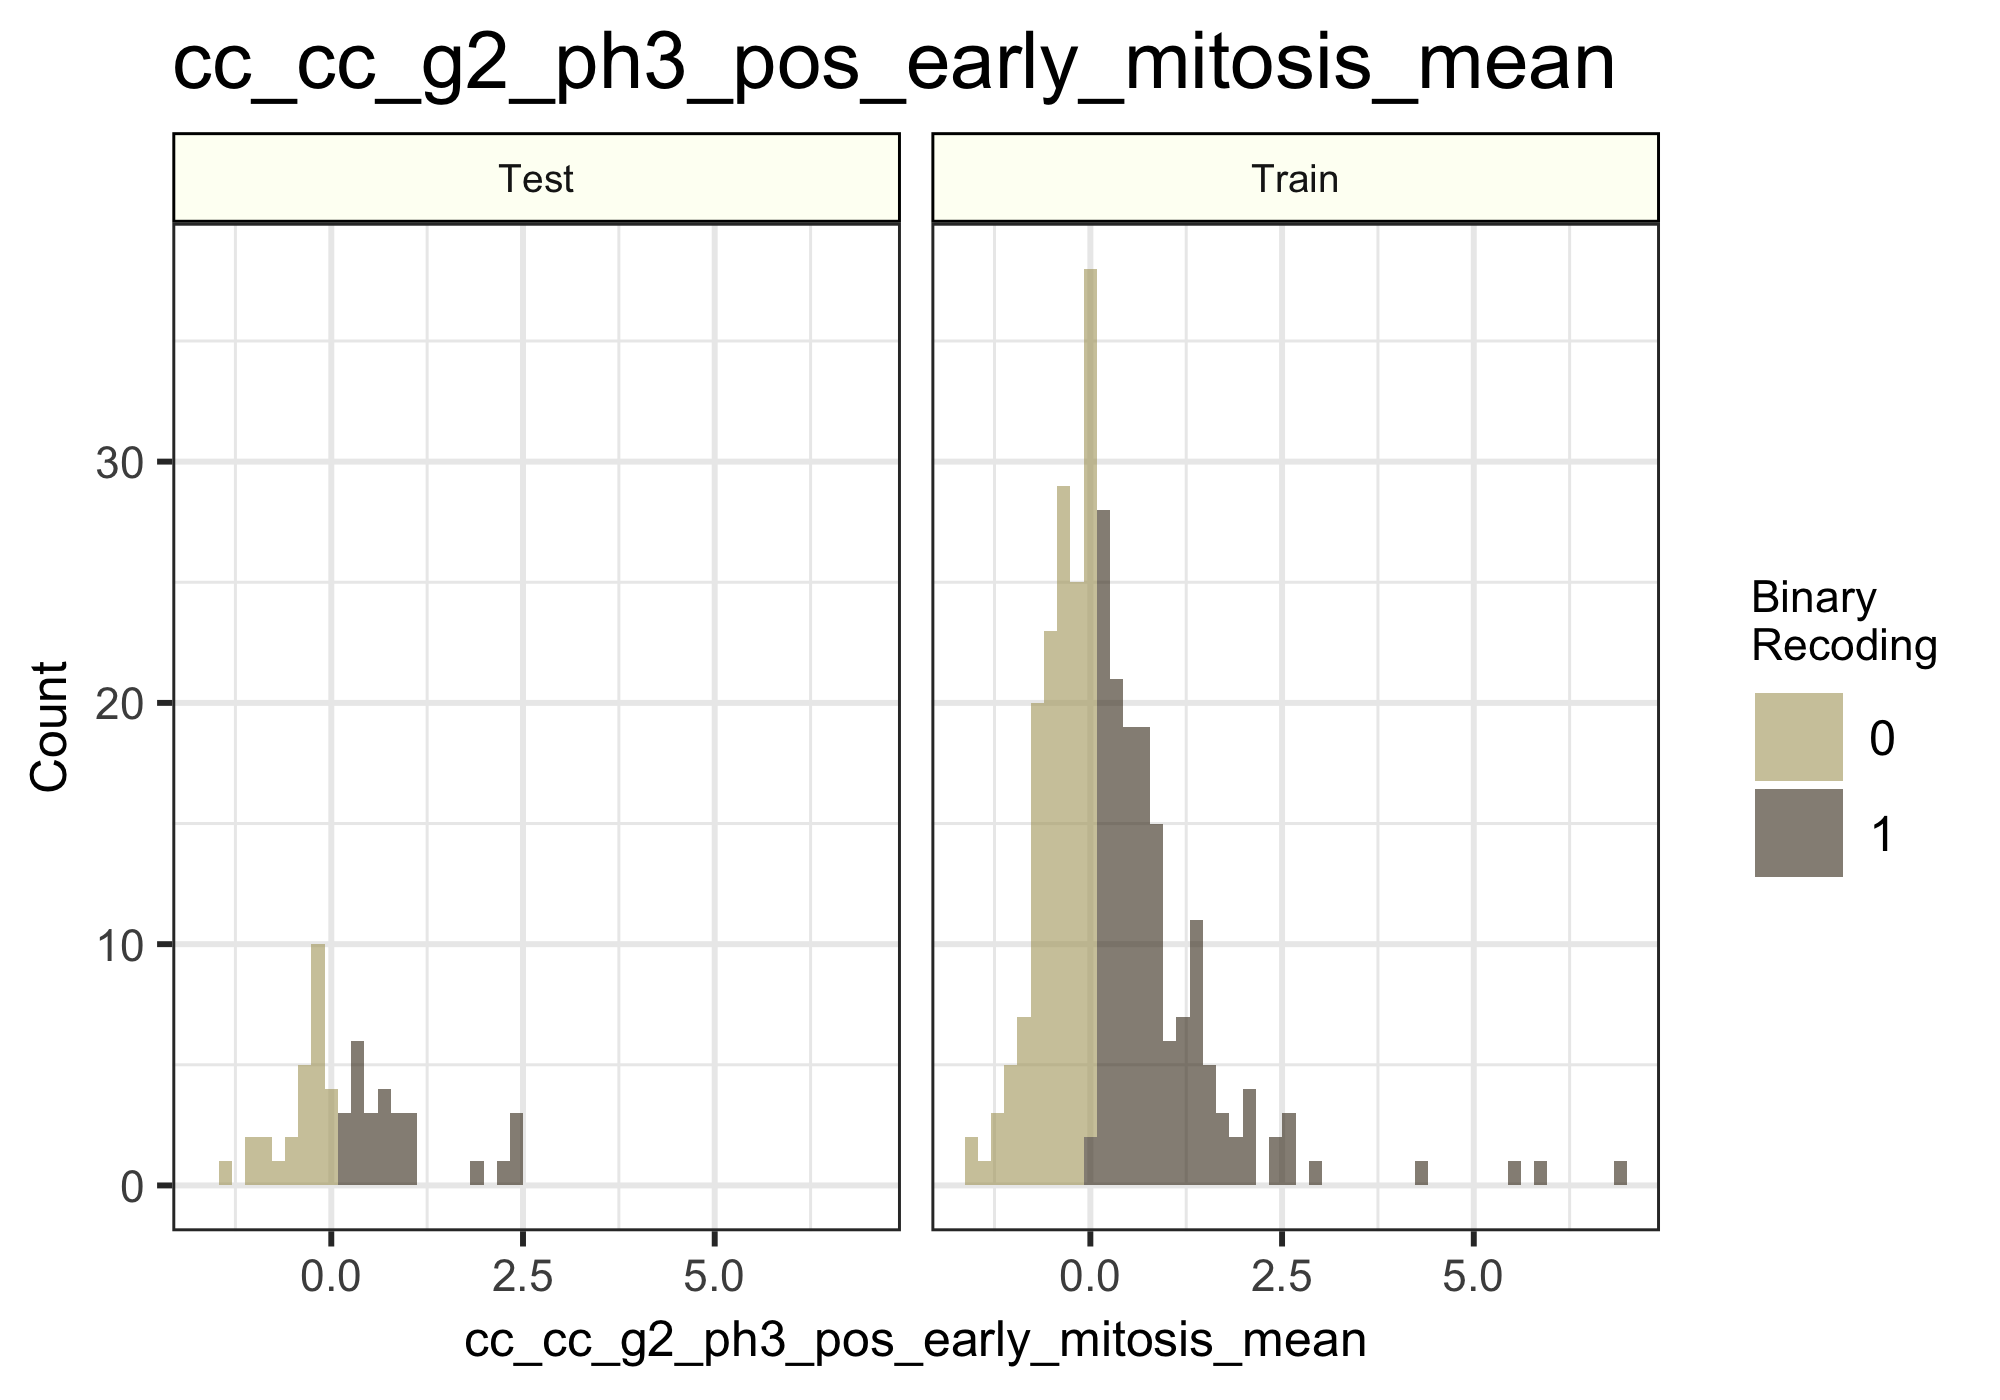 cc_cc_g2_ph3_pos_early_mitosis_mean
Test
Train
Count
30
20
10
0
0.0
2.5
5.0
0.0
2.5
5.0
cc_cc_g2_ph3_pos_early_mitosis_mean
Binary
Recoding
0
1